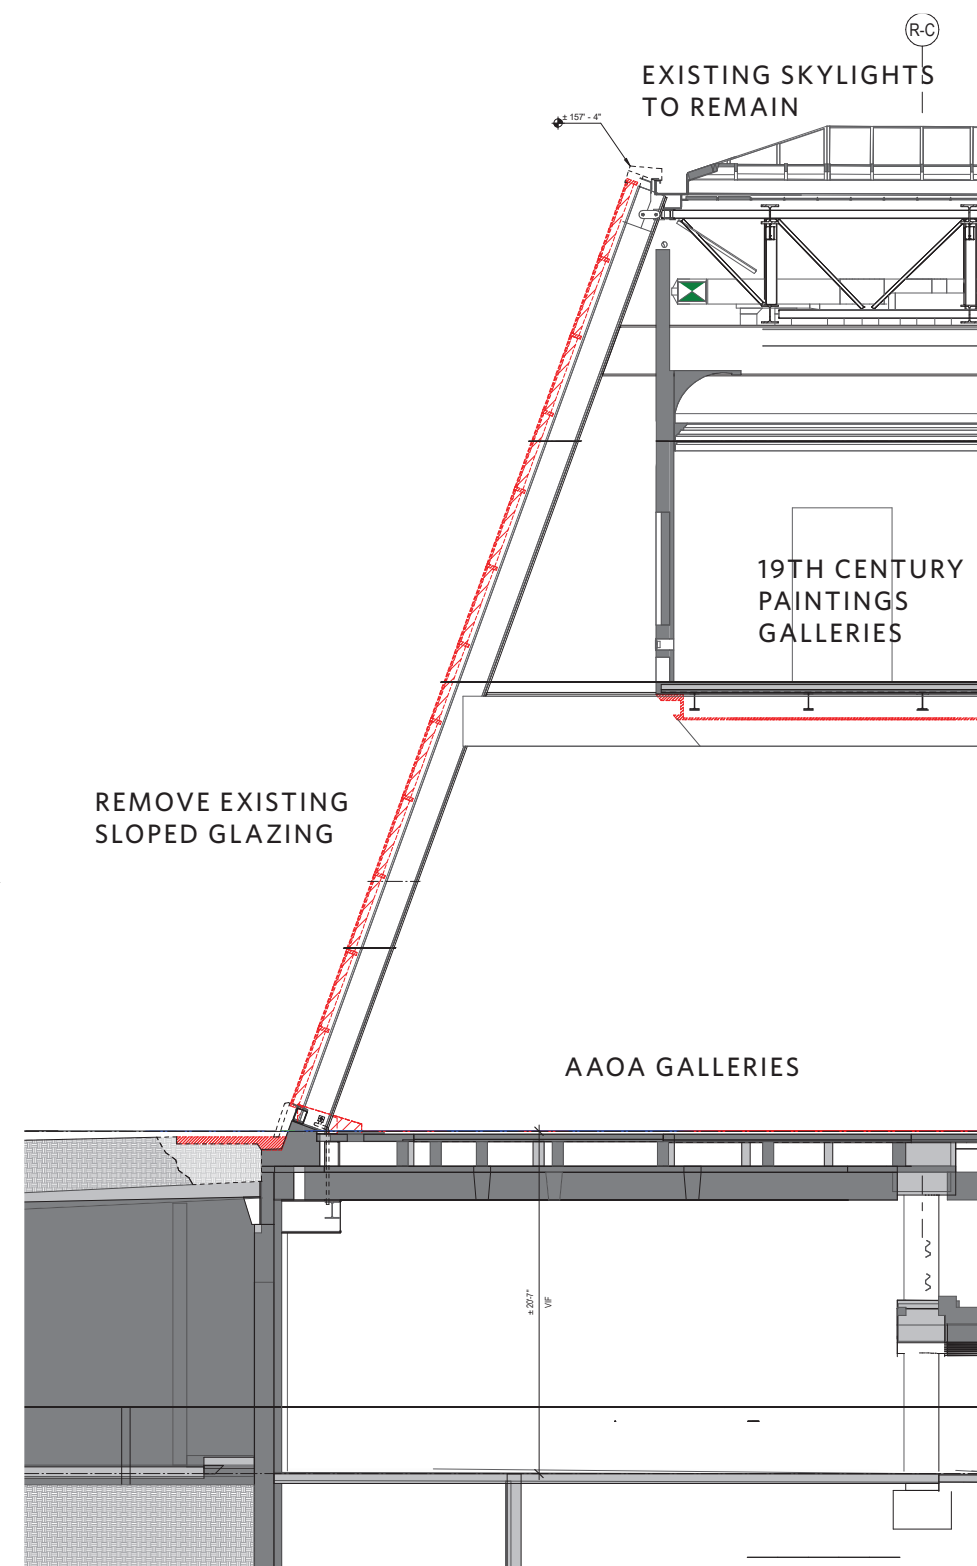 R-C
EXISTING SKYLIGHTS
TO REMAIN
± 157' - 4"
19TH CENTURY
PAINTINGS
GALLERIES
REMOVE EXISTING
SLOPED GLAZING
AAOA GALLERIES
± 20'-7"
VIF